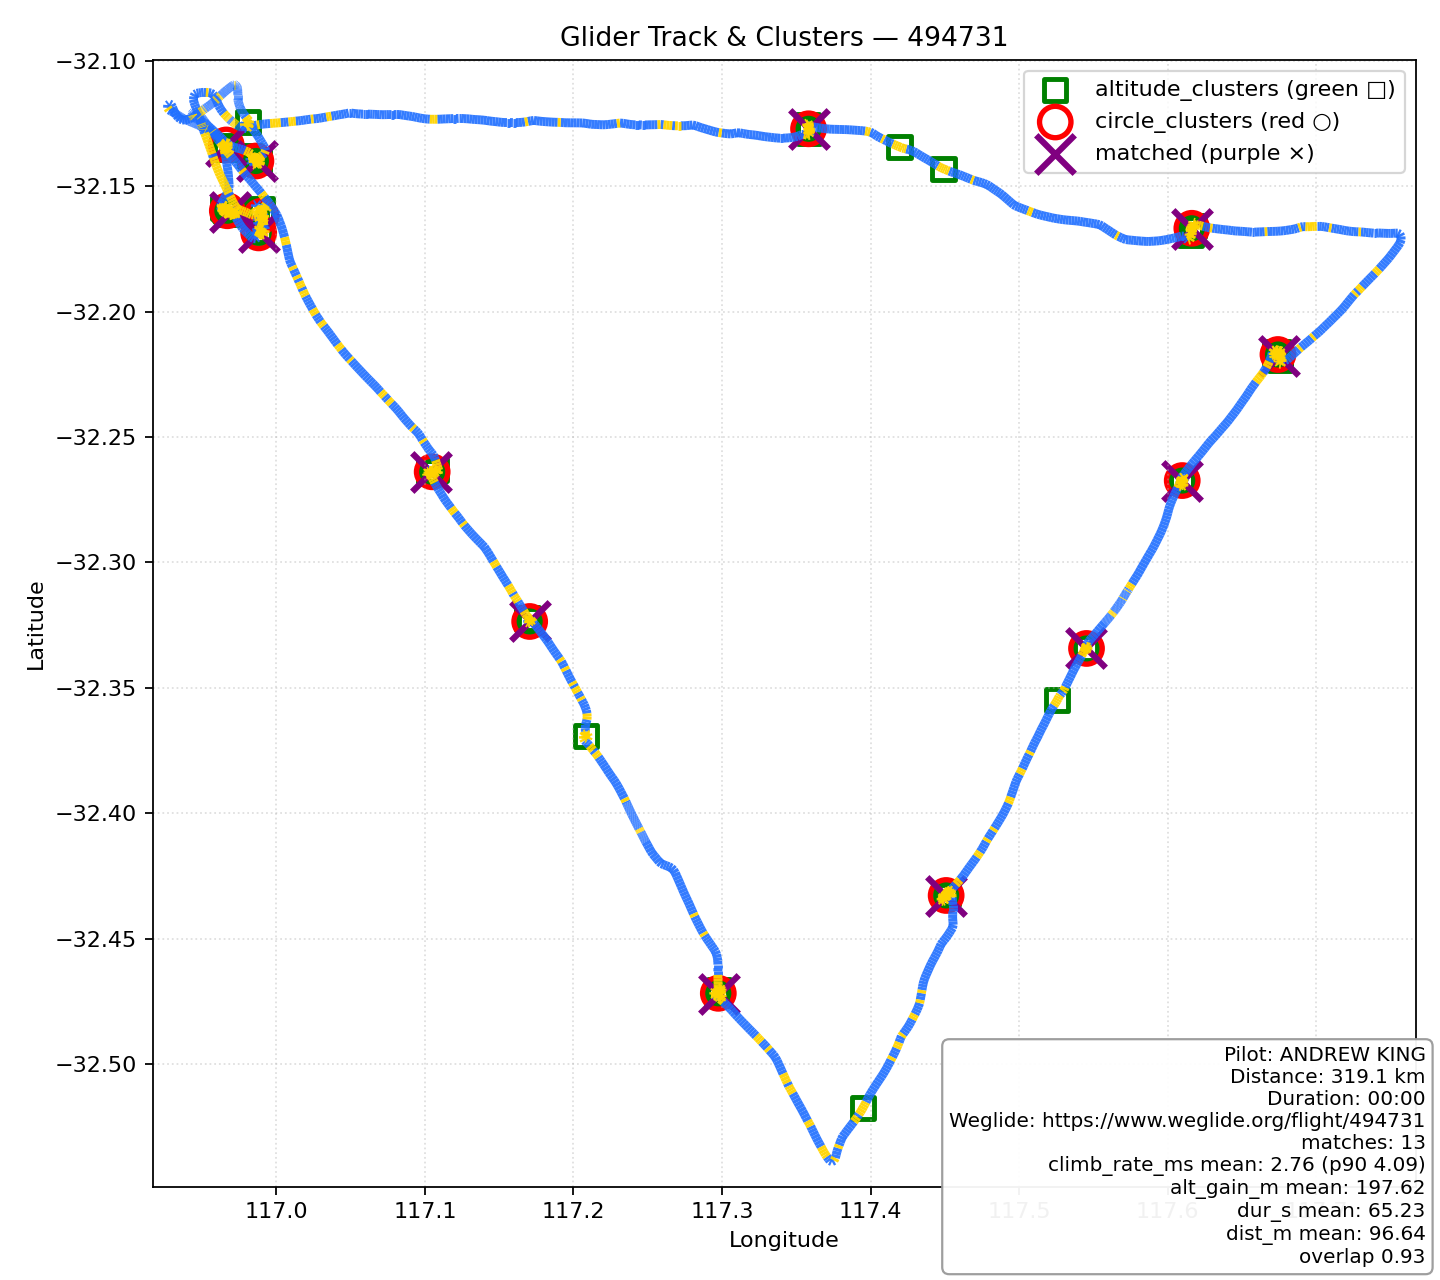 Glider Track & Clusters — 494731
altitude_clusters (green □)
circle_clusters (red ○)
matched (purple ×)
Latitude
−32.10
−32.15
−32.20
−32.25
−32.30
−32.35
−32.40
−32.45
−32.50
117.0 117.1 117.2 117.3 117.4 117.5 117.6
Longitude
Pilot: ANDREW KING
Distance: 319.1 km
Duration: 00:00
Weglide: https://www.weglide.org/flight/494731
matches: 13
climb_rate_ms mean: 2.76 (p90 4.09)
alt_gain_m mean: 197.62
dur_s mean: 65.23
dist_m mean: 96.64
overlap 0.93